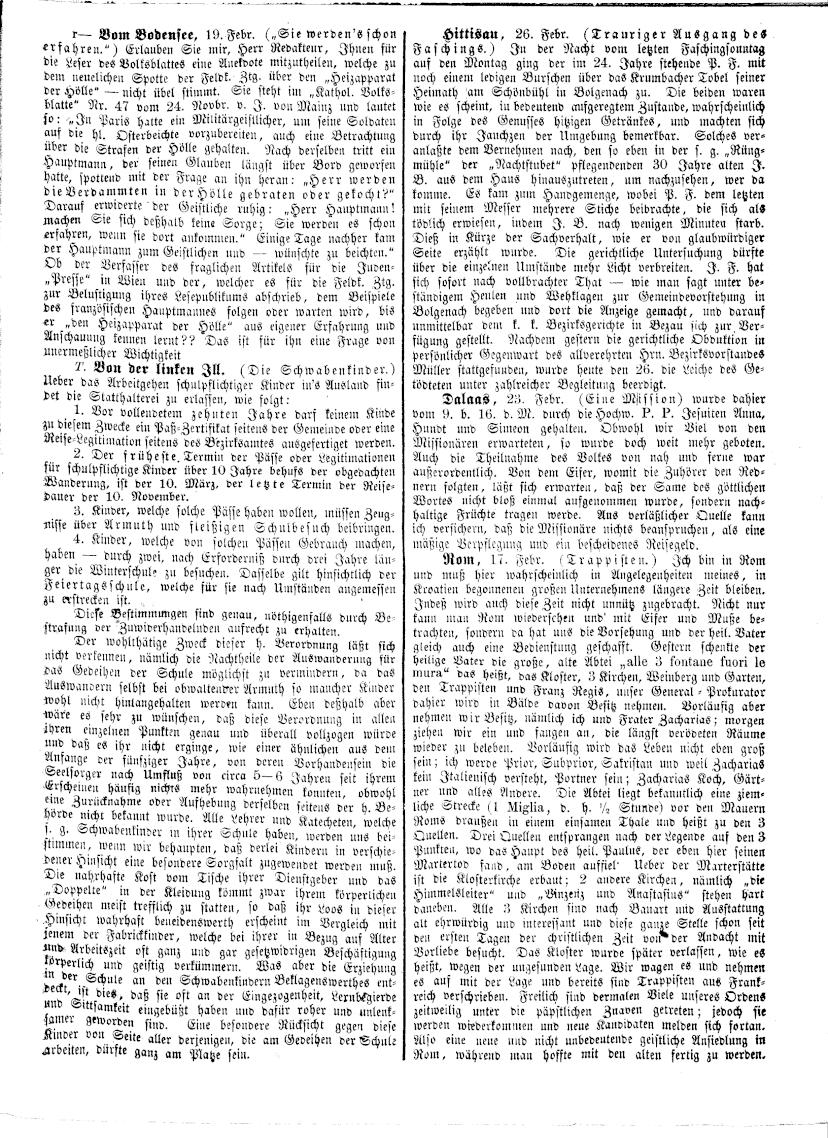 r— Vom Bodensee, 19. Febr. („Sie werden's schon
erfahren.") Erlauben Sie mir, Herr Redakteur, Ihnen für
die Leser des Volksblattes eine Anekdote mitzutheilen, welche zu
dem neuelichen Spotte der Feldk. Ztg. über den „Heizapparat
der Hölle" — nicht übel stimmt. Sie steht im „Kathol. Volks-
blatte" Nr. 47 vom 24. Novbr. v. J. von Mainz und lautet
so: „In Paris hatte ein Militärgeistlicher, um seine Soldaten
auf die hl. Osterbeichte vorzubereiten, auch eine Betrachtung
über die Strafen der Hölle gehalten. Nach derselben tritt ein
Hauptmann, der seinen Glauben längst über Bord geworfen
hatte, spottend mit der Frage an ihn heran: „Herr werden
die Verdammten in der Hölle gebraten oder gekocht?"
Darauf erwiderte der Geistliche ruhig: „Herr Hauptmann!
machen Sie sich deßhalb keine Sorge; Sie werden es schon
erfahren, wenn sie dort ankommen." Einige Tage nachher kam
der Hauptmann zum Geistlichen und — wünschte zu beichten."
Ob der Verfasser des fraglichen Artikels für die Juden-
„Presse" in Wien und der, welcher es für die Feldk. Ztg.
zur Belustigung ihres Lesepublikums abschrieb, dem Beispiele
des französischen Hauptmannes folgen oder warten wird, bis
er „den Heizapparat der Hölle" aus eigener Erfahrung und
Anschauung kennen lernt?? Das ist für ihn eine Frage von
unermeßlicher Wichtigkeit
T. Von der linken Ill. (Die Schwabenkinder.)
Ueber das Arbeitgehen schulpflichtiger Kinder in's Ausland fin-
det die Statthalterei zu erlassen, wie folgt:
1. Vor vollendetem zehnten Jahre darf keinem Kinde
zu diesem Zwecke ein Paß-Zertifikat seitens der Gemeinde oder eine
Reise-Legitimation seitens des Bezirksamtes ausgefertiget werden.
2. Der früheste Termin der Pässe oder Legitimationen
für schulpflichtige Kinder über 10 Jahre behufs der obgedachten
Wanderung, ist der 10. März, der letzte Termin der Reise-
dauer der 10. November.
3. Kinder, welche solche Pässe haben wollen, müssen Zeug-
nisse über Armuth und fleißigen Schulbesuch beibringen.
4. Kinder, welche von solchen Pässen Gebrauch machen,
haben — durch zwei, nach Erforderniß durch drei Jahre län-
ger die Winterschule zu besuchen. Dasselbe gilt hinsichtlich der
Feiertagsschule, welche für sie nach Umständen angemessen
zu erstrecken ist.
Diese Bestimmungen sind genau, nöthigenfalls durch Be-
strafung der Zuwiderhandelnden aufrecht zu erhalten.
Der wohlthätige Zweck dieser h. Verordnung läßt sich
nicht verkennen, nämlich die Nachtheile der Auswanderung für
das Gedeihen der Schule möglichst zu vermindern, da das
Auswandern selbst bei obwaltender Armuth so mancher Kinder
wohl nicht hintangehalten werden kann. Eben deßhalb aber
wäre es sehr zu wünschen, daß diese Verordnung in allen
ihren einzelnen Punkten genau und überall vollzogen würde
und daß es ihr nicht erginge, wie einer ähnlichen aus dem
Anfange der fünfziger Jahre, von deren Vorhandensein die
Seelsorger nach Umfluß von circa 5—6 Jahren seit ihrem
Erscheinen häufig nichts mehr wahrnehmen konnten, obwohl
eine Zurücknahme oder Aufhebung derselben seitens der h. Be-
hörde nicht bekannt wurde. Alle Lehrer und Katecheten, welche
s. g. Schwabenkinder in ihrer Schule haben, werden uns bei-
stimmen, wenn wir behaupten, daß derlei Kindern in verschie-
dener Hinsicht eine besondere Sorgfalt zugewendet werden muß.
Die nahrhafte Kost vom Tische ihrer Dienstgeber und das
„Doppelte" in der Kleidung kömmt zwar ihrem körperlichen
Gedeihen meist trefflich zu statten, so daß ihr Loos in dieser
Hinsicht wahrhaft beneidenswerth erscheint im Vergleich mit
jenem der Fabrickinder, welche bei ihrer in Bezug auf Alter
und Arbeitszeit oft ganz und gar gesetzwidrigen Beschäftigung
körperlich und geistig verkümmern. Was aber die Erziehung
in der Schule an den Schwabenkindern Beklagenswerthes ent-
deckt, ist dies, daß sie oft an der Eingezogenheit, Lernbegierde
und Sittsamkeit eingebüßt haben und dafür roher und unlenk-
samer geworden sind. Eine besondere Rücksicht gegen diese
Kinder von Seite aller derjenigen, die am Gedeihen der Schule
arbeiten, dürfte ganz am Platze sein.
Hittisau, 26. Febr. (Trauriger Ausgang des
Faschings.) In der Nacht vom letzten Faschingsonntag
auf den Montag ging der im 24. Jahre stehende P. F. mit
noch einem ledigen Burschen über das Krumbacher Tobel seiner
Heimath am Schönbühl in Bolgenach zu. Die beiden waren
wie es scheint, in bedeutend aufgeregtem Zustande, wahrscheinlich
in Folge des Genusses hitzigen Getränkes, und machten sich
durch ihr Jauchzen der Umgebung bemerkbar. Solches ver-
anlaßte dem Vernehmen nach, den so eben in der s. g. „Rüng-
mühle" der „Nachtstubet" pflegendenden 30 Jahre alten J.
B. aus dem Haus hinauszutreten, um nachzusehen, wer da
komme. Es kam zum Handgemenge, wobei P. F. dem letzten
mit seinem Messer mehrere Stiche beibrachte, die sich als
tödlich erwiesen, indem J. B. nach wenigen Minuten starb.
Dieß in Kürze der Sachverhalt, wie er von glaubwürdiger
Seite erzählt wurde. Die gerichtliche Untersuchung dürfte
über die einzelnen Umstände mehr Licht verbreiten. J. F. hat
sich sofort nach vollbrachter That — wie man sagt unter be-
ständigem Heulen und Wehklagen zur Gemeindevorstehung in
Bolgenach begeben und dort die Anzeige gemacht, und darauf
unmittelbar dem k. k. Bezirksgerichte in Bezau sich zur Ver-
fügung gestellt. Nachdem gestern die gerichtliche Obduktion in
persönlicher Gegenwart des allverehrten Hrn. Bezirksvorstandes
Müller stattgefunden, wurde heute den 26. die Leiche des Ge-
tödteten unter zahlreicher Begleitung beerdigt.
Dalaas, 23. Febr. (Eine Mission) wurde dahier
vom 9. b. 16. d. M. durch die Hochw. P. P. Jesuiten Anna,
Hundt und Simeon gehalten. Obwohl wir Viel von den
Missionären erwarteten, so wurde doch weit mehr geboten.
Auch die Theilnahme des Volkes von nah und ferne war
außerordentlich. Von dem Eifer, womit die Zuhörer den Red-
nern folgten, läßt sich erwarten, daß der Same des göttlichen
Wortes nicht bloß einmal aufgenommen wurde, sondern nach-
haltige Früchte tragen werde. Aus verläßlicher Quelle kann
ich versichern, daß die Missionäre nichts beanspruchen, als eine
mäßige Verpflegung und ein bescheidenes Reisegeld.
Rom, 17. Febr. (Trappisten.) Ich bin in Rom
und muß hier wahrscheinlich in Angelegenheiten meines, in
Kroatien begonnenen großen Unternehmens längere Zeit bleiben.
Indeß wird auch diese Zeit nicht unnütz zugebracht. Nicht nur
kann man Rom wiedersehen und mit Eifer und Muße be-
trachten, sondern da hat uns die Vorsehung und der heil. Vater
gleich auch eine Bedienstung geschafft. Gestern schenkte der
heilige Vater die große, alte Abtei „alle 3 fontane fuori le
mura" das heißt, das Kloster, 3 Kirchen, Weinberg und Garten,
den Trappisten und Franz Regis, unser General-Prokurator
dahier wird in Bälde davon Besitz nehmen. Vorläufig aber
nehmen wir Besitz, nämlich ich und Frater Zacharias; morgen
ziehen wir ein und fangen an, die längst verödeten Räume
wieder zu beleben. Vorläufig wird das Leben nicht eben groß
sein; ich werde Prior, Subprior, Sakristan und weil Zacharias
kein Italienisch versteht, Portner sein; Zacharias Koch, Gärt-
ner und alles Andere. Die Abtei liegt bekanntlich eine ziem-
liche Strecke (1 Miglia, d. h. ½ Stunde) vor den Mauern
Roms draußen in einem einsamen Thale und heißt zu den 3
Quellen. Drei Quellen entsprangen nach der Legende auf den 3
Punkten, wo das Haupt des heil. Paulus, der eben hier seinen
Martertod fand, am Boden auffiel. Ueber der Marterstätte
ist die Klosterkirche erbaut; 2 andere Kirchen, nämlich „die
Himmelsleiter" und „Vinzenz und Anastasius" stehen hart
daneben. Alle 3 Kirchen sind nach Bauart und Ausstattung
alt ehrwürdig und interessant und diese ganze Stelle schon seit
den ersten Tagen der christlichen Zeit von der Andacht mit
Vorliebe besucht. Das Kloster wurde später verlassen, wie es
heißt, wegen der ungesunden Lage. Wir wagen es und nehmen
es auf mit der Lage und bereits sind Trappisten aus Frank-
reich verschrieben. Freilich sind dermalen Viele unseres Ordens
zeitweilig unter die päpstlichen Zuaven getreten; jedoch sie
werden wiederkommen und neue Kandidaten melden sich fortan.
Also eine neue und nicht unbedeutende geistliche Ansiedlung in
Rom, während man hoffte mit den alten fertig zu werden.